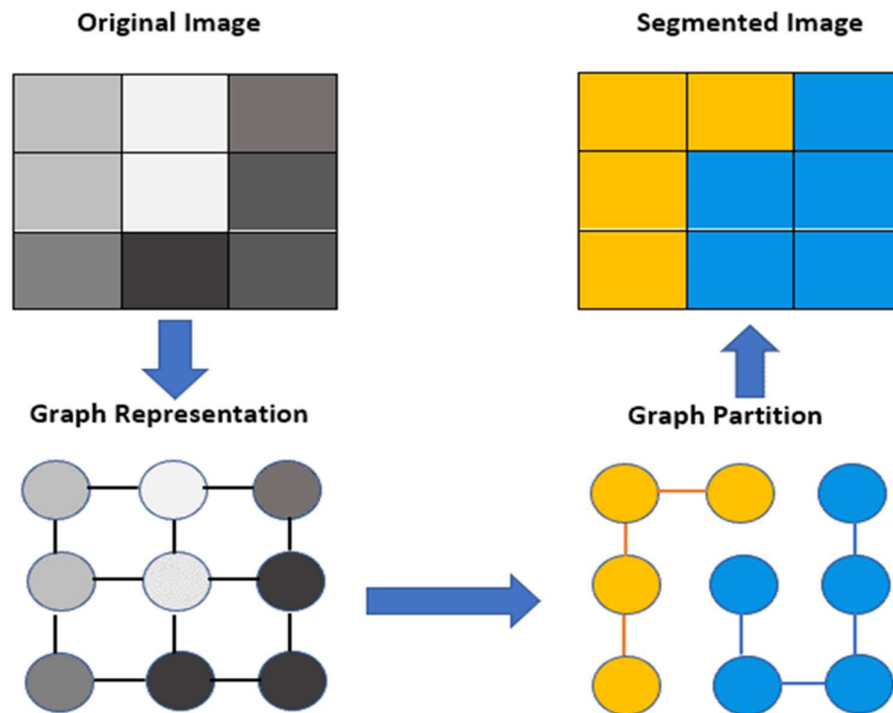 Original Image
Segmented Image
Graph Representation
Graph Partition